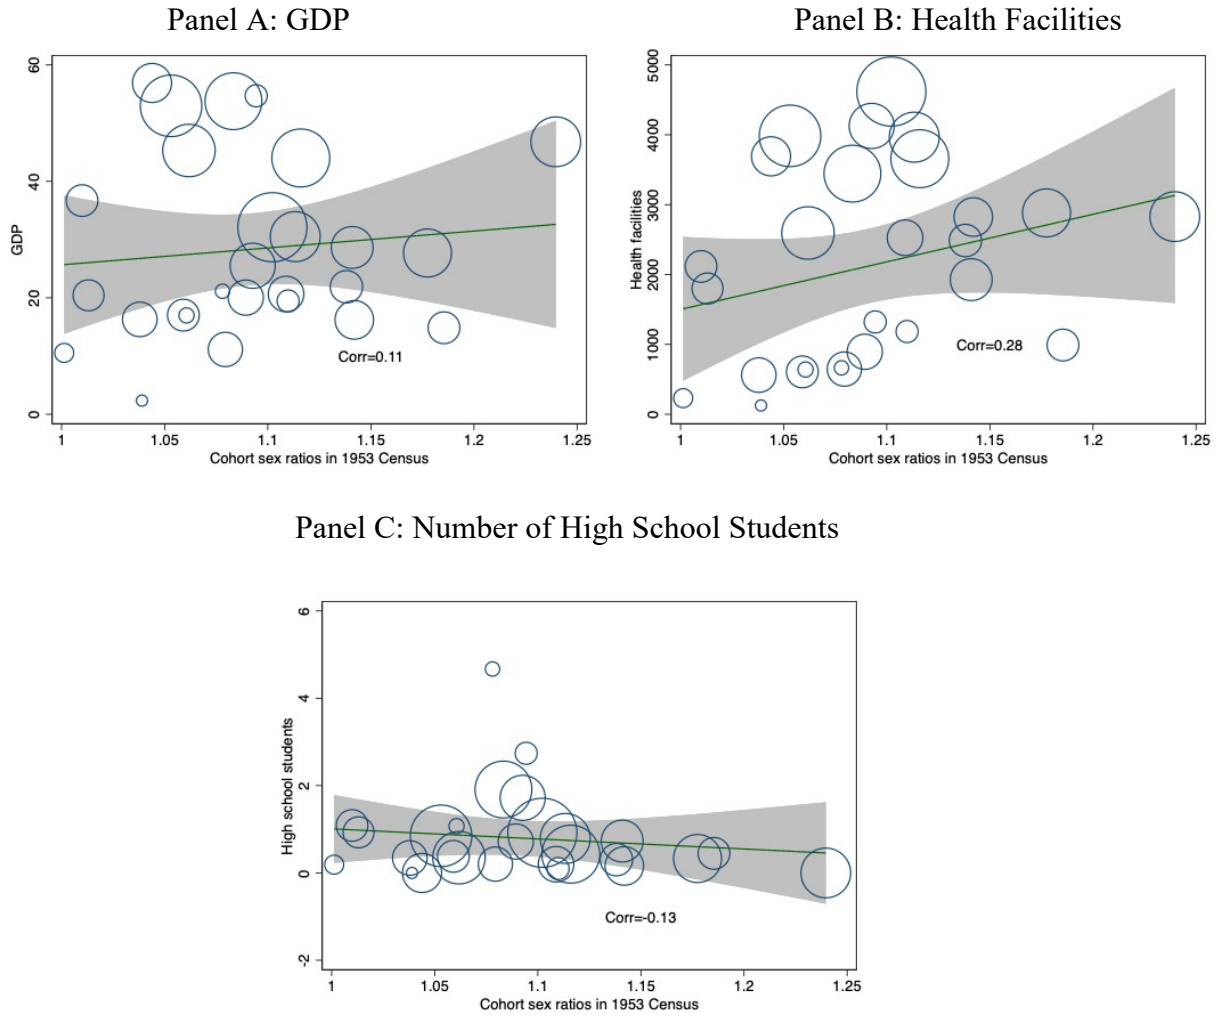 Panel A: GDP
60
40
20
0
GDP
Corr=0.11
1 1.05 1.1 1.15 1.2 1.25
Cohort sex ratios in 1953 Census
Panel B: Health Facilities
5000
4000
3000
2000
1000
0
Health facilities
Corr=0.28
1 1.05 1.1 1.15 1.2 1.25
Cohort sex ratios in 1953 Census
Panel C: Number of High School Students
6
4
2
0
-2
High school students
Corr=-0.13
1 1.05 1.1 1.15 1.2 1.25
Cohort sex ratios in 1953 Census